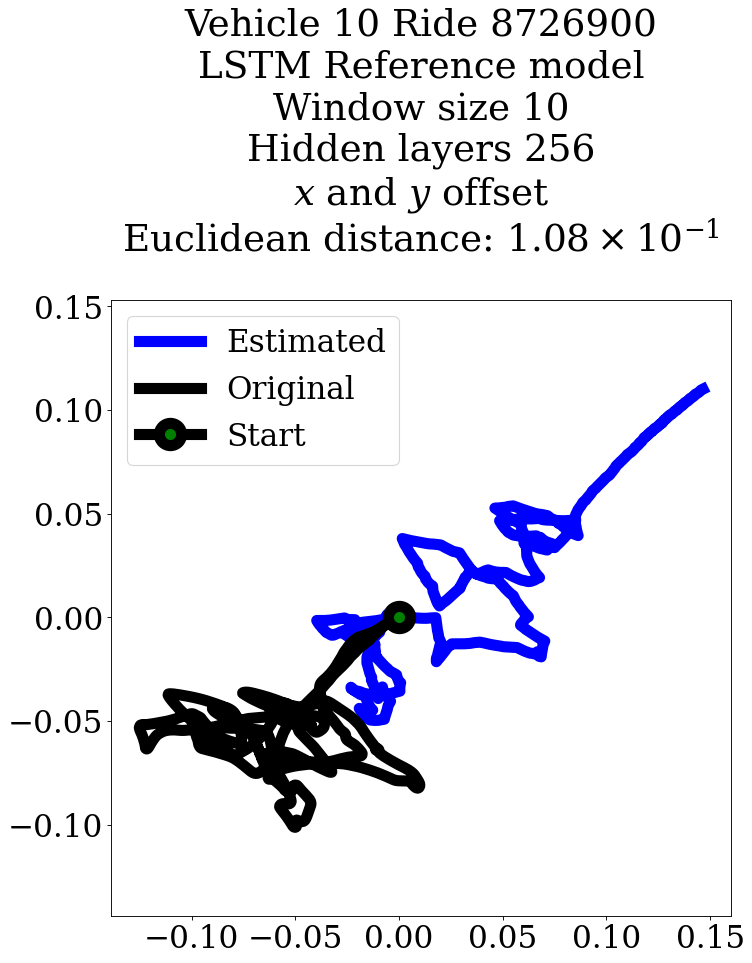 Vehicle 10 Ride 8726900
LSTM Reference model
Window size 10
Hidden layers 256
x and y offset
Euclidean distance: 1.08 × 10⁻¹
0.15
0.10
0.05
0.00
−0.05
−0.10
Estimated
Original
Start
−0.10 −0.05 0.00 0.05 0.10 0.15